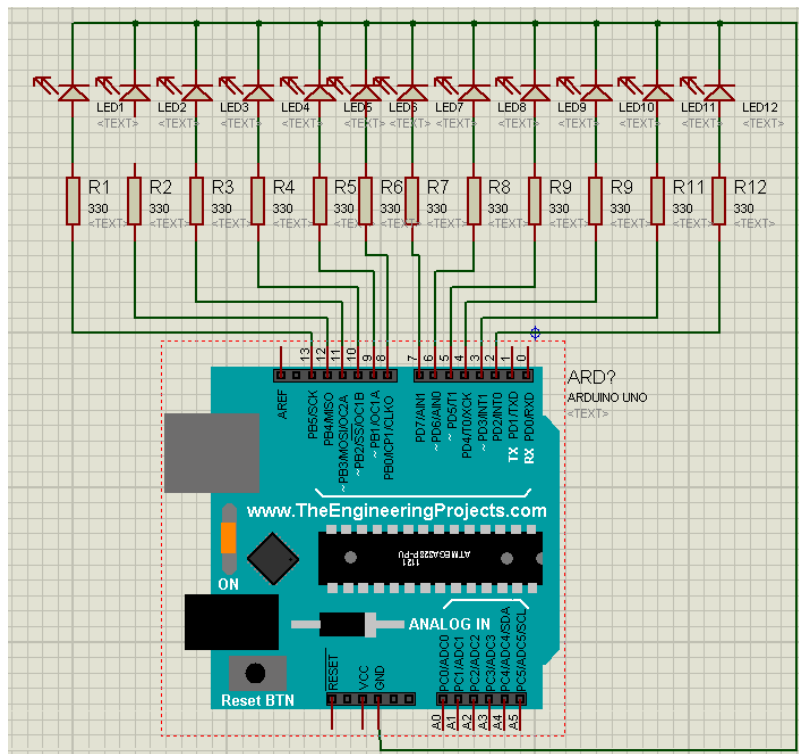 LED1 LED2 LED3 LED4 LED5 LED6 LED7 LED8 LED9 LED10 LED11 LED12
<TEXT> <TEXT> <TEXT> <TEXT> <TEXT> <TEXT> <TEXT> <TEXT> <TEXT> <TEXT> <TEXT> <TEXT>
R1 R2 R3 R4 R5 R6 R7 R8 R9 R9 R11 R12
330 330 330 330 330 330 330 330 330 330 330 330
<TEXT> <TEXT> <TEXT> <TEXT> <TEXT> <TEXT> <TEXT> <TEXT> <TEXT> <TEXT> <TEXT> <TEXT>
13 12 11 10 9 8 7 6 5 4 3 2 1 0
ARD?
ARDUINO UNO
<TEXT>
AREF
PB5/SCK
PB4/MISO
~PB3/MOSI/OC2A
~PB2/SS/OC1B
~PB1/OC1A
PB0/ICP1/CLKO
PD7/AIN1
~PD6/AIN0
~PD5/T1
PD4/T0/XCK
~PD3/INT1
PD2/INT0
TX PD1/TXD
RX PD0/RXD
www.TheEngineeringProjects.com
ATMEGA328P-PU
1121
ON
ANALOG IN
Reset BTN
RESET
VCC
GND
PC0/ADC0
PC1/ADC1
PC2/ADC2
PC3/ADC3
PC4/ADC4/SDA
PC5/ADC5/SCL
A0 A1 A2 A3 A4 A5